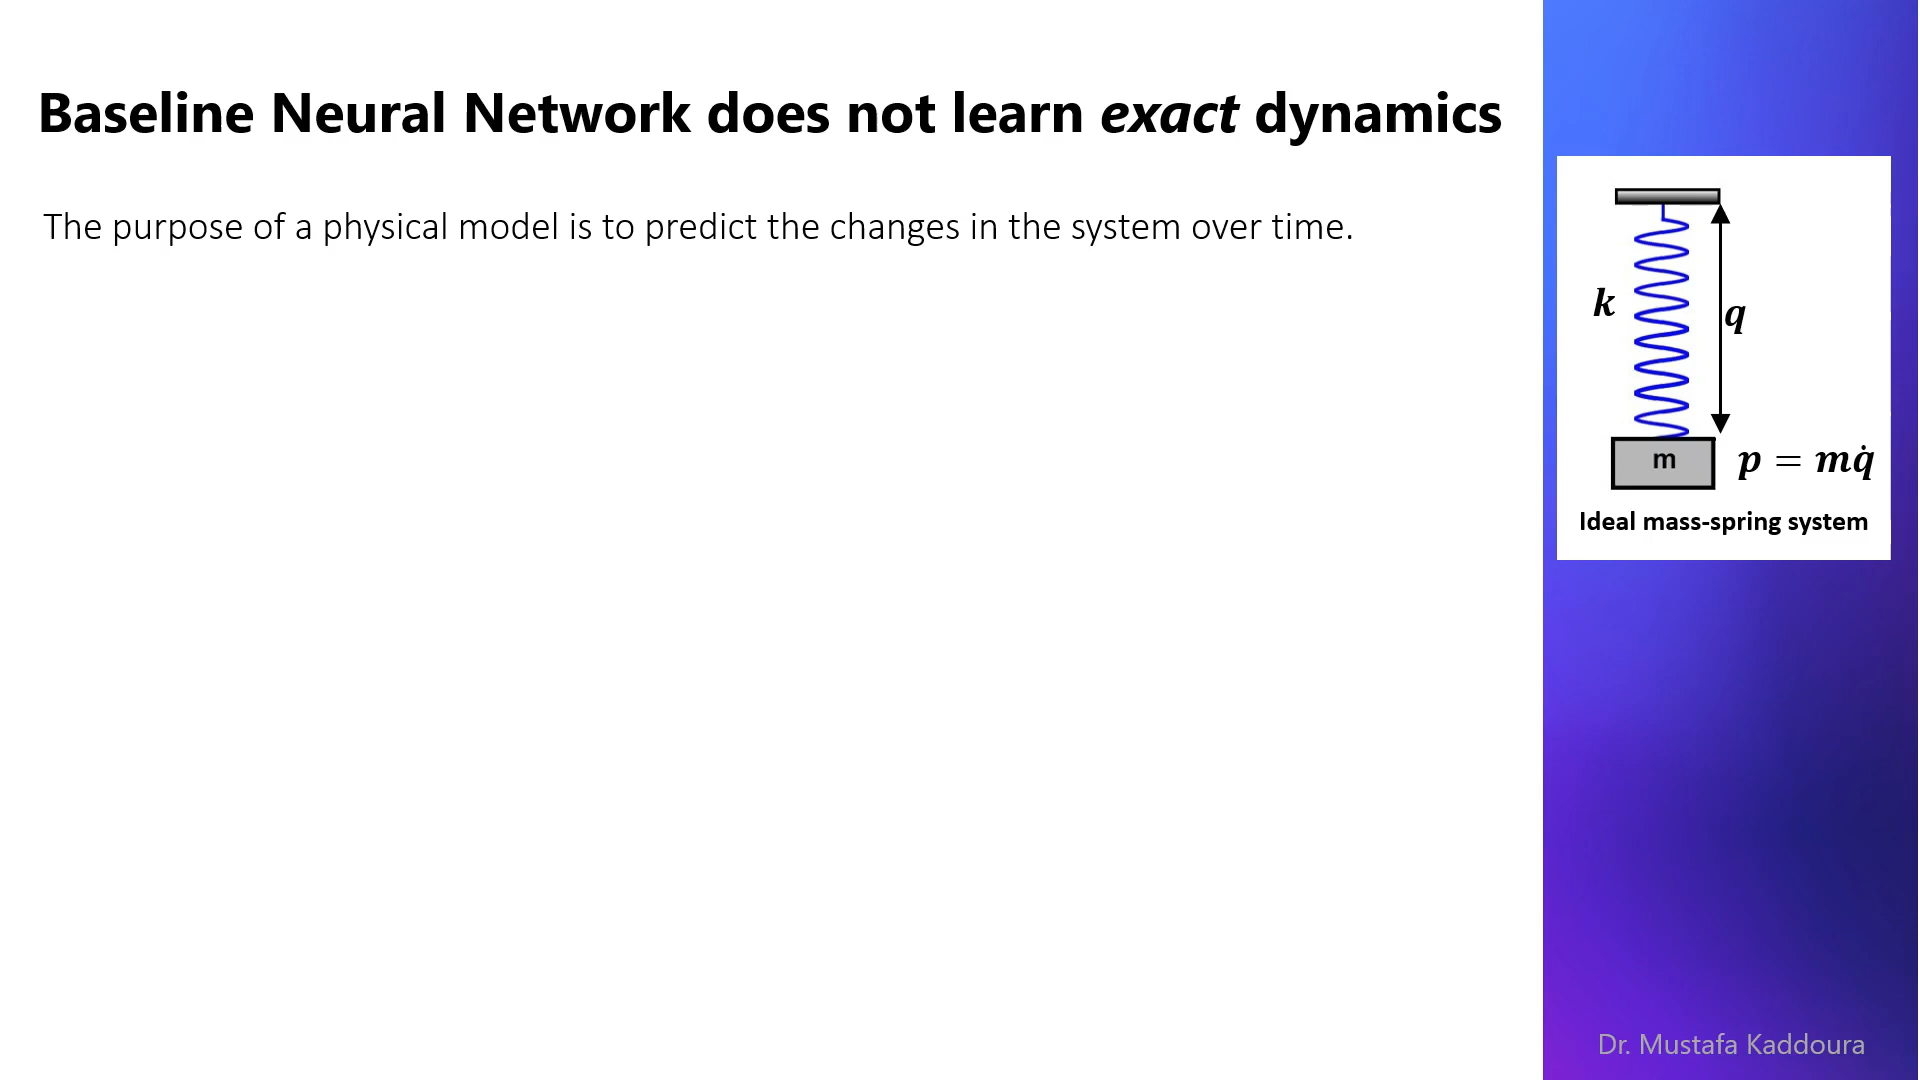 Baseline Neural Network does not learn exact dynamics
The purpose of a physical model is to predict the changes in the system over time.
k
q
m
p = mq̇
Ideal mass-spring system
Dr. Mustafa Kaddoura